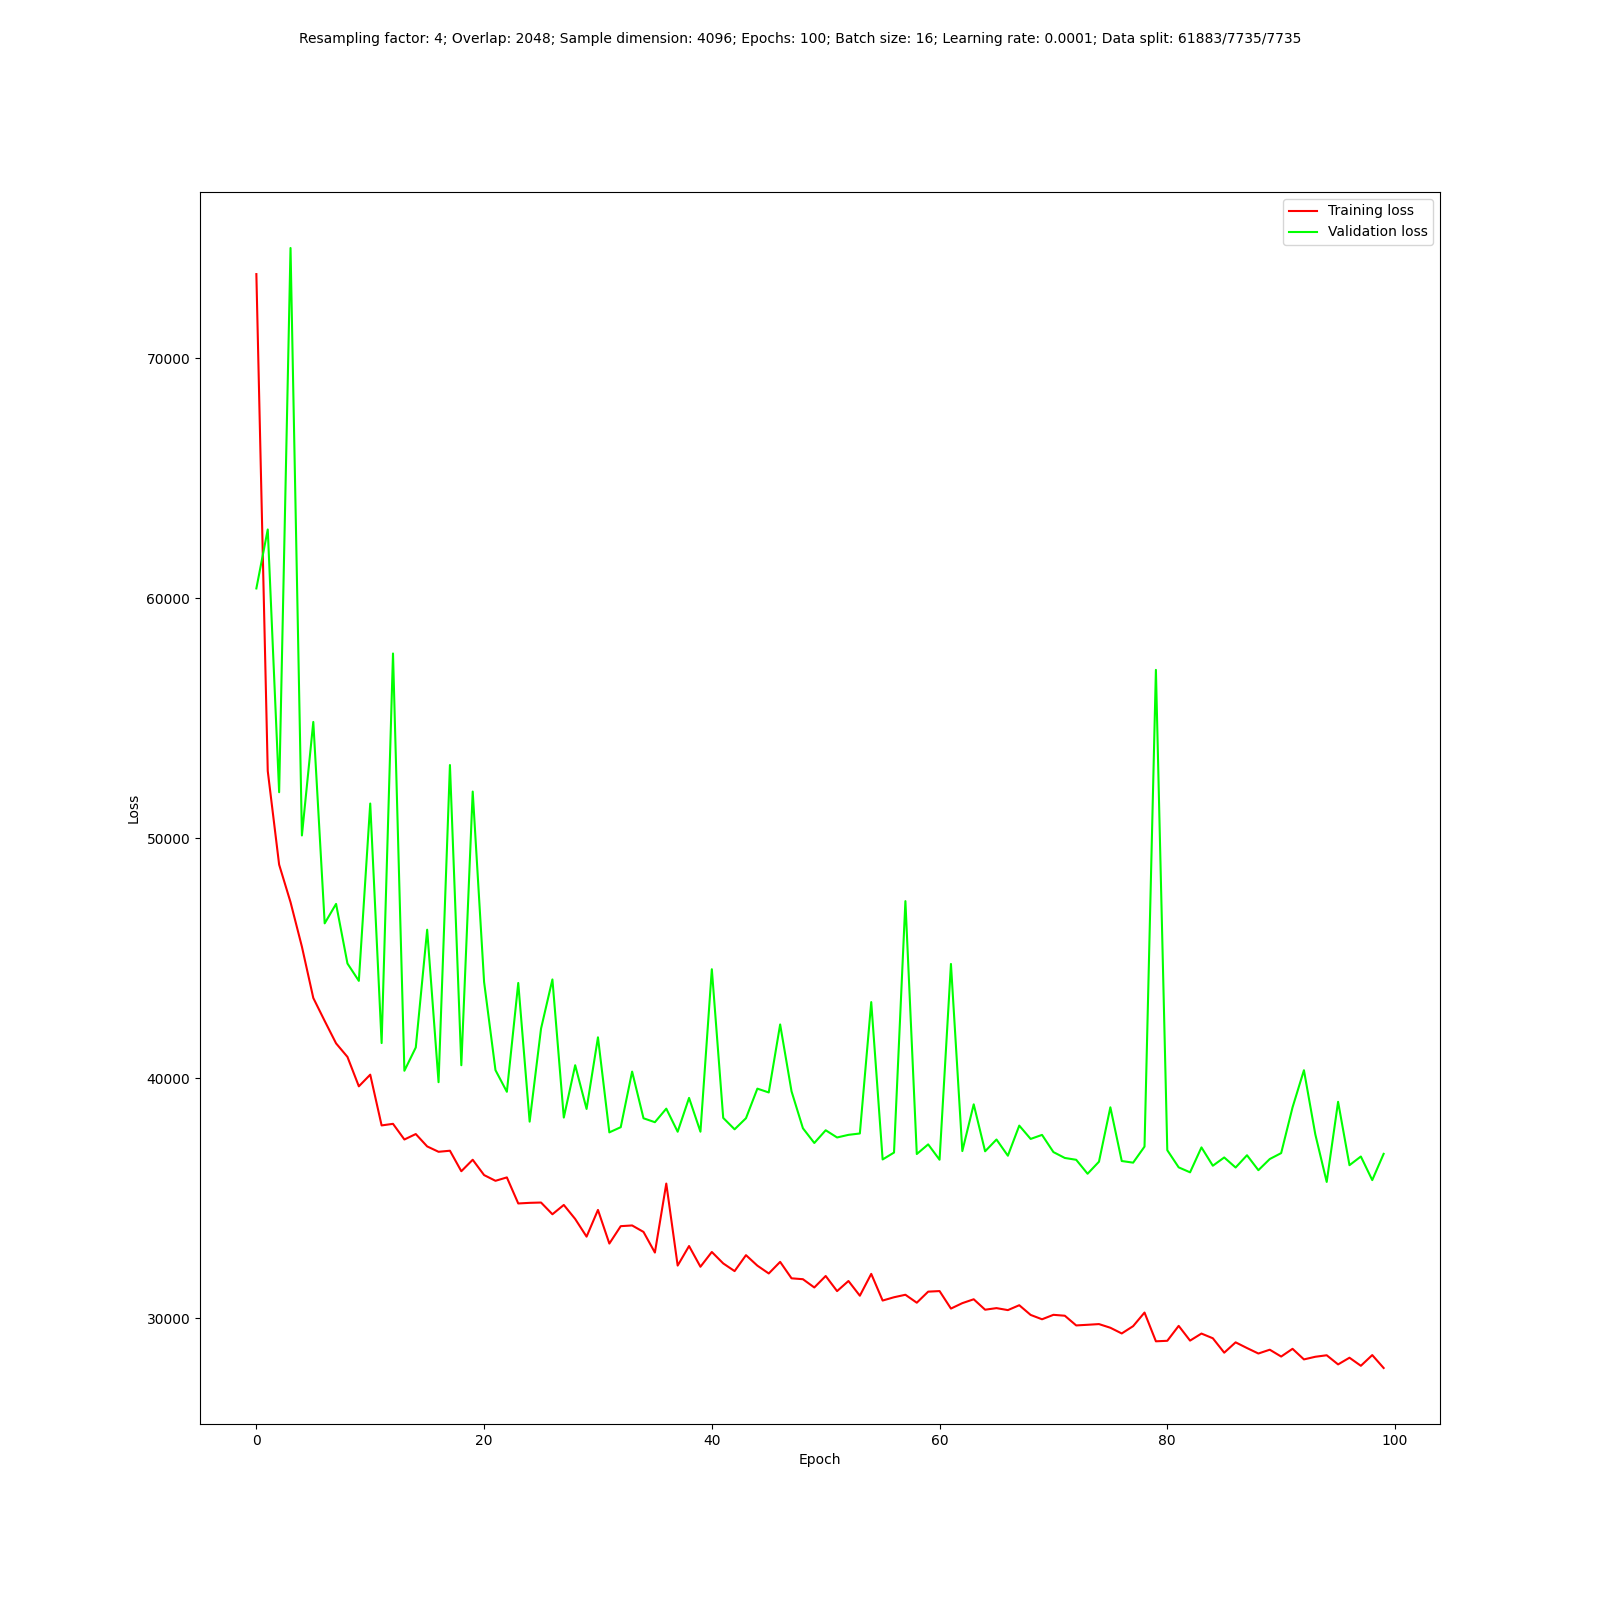 Resampling factor: 4; Overlap: 2048; Sample dimension: 4096; Epochs: 100; Batch size: 16; Learning rate: 0.0001; Data split: 61883/7735/7735
Training loss
Validation loss
70000
60000
50000
40000
30000
Loss
0 20 40 60 80 100
Epoch